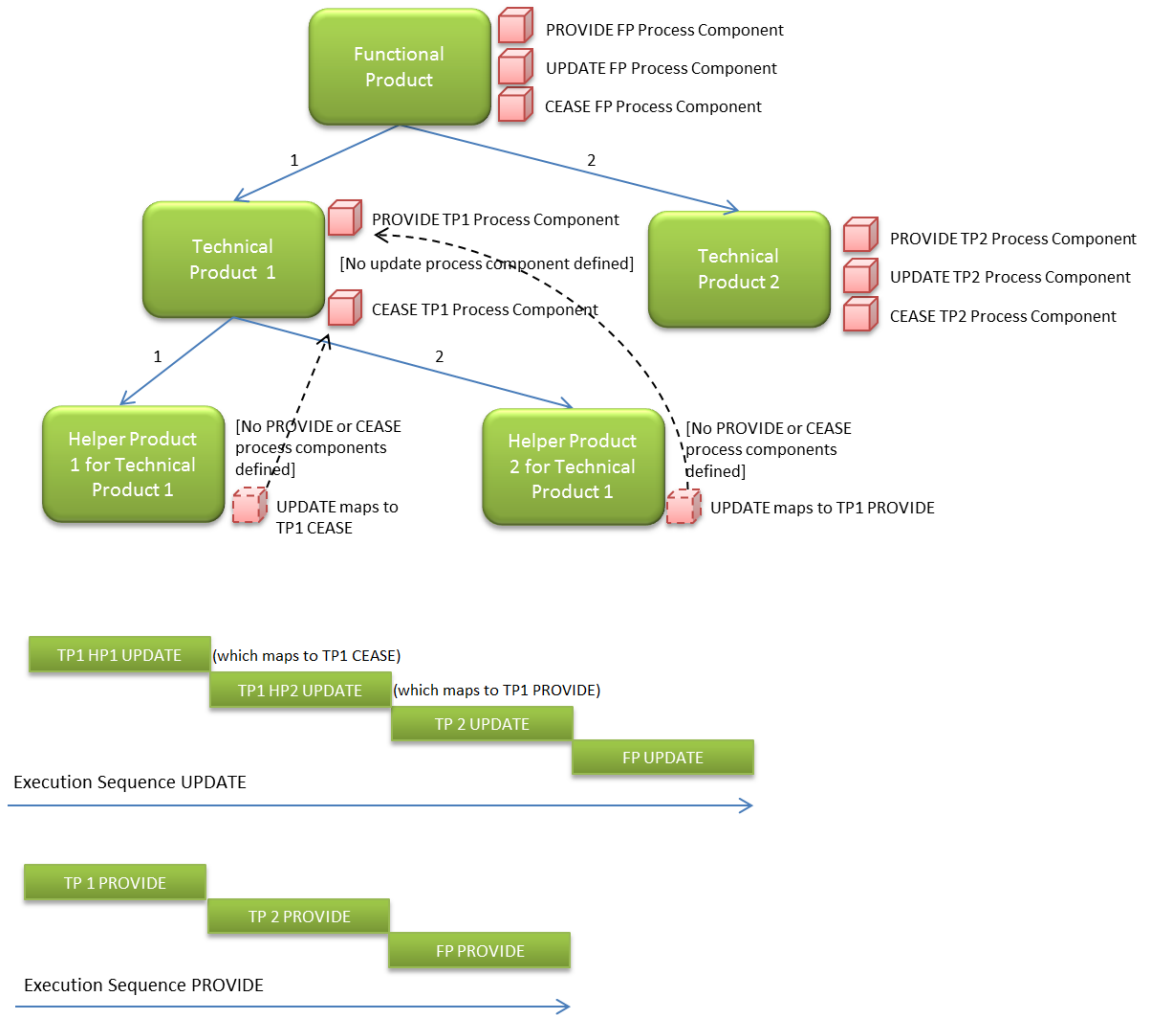 Functional
Product
PROVIDE FP Process Component
UPDATE FP Process Component
CEASE FP Process Component
1
2
Technical
Product 1
PROVIDE TP1 Process Component
[No update process component defined]
CEASE TP1 Process Component
Technical
Product 2
PROVIDE TP2 Process Component
UPDATE TP2 Process Component
CEASE TP2 Process Component
1
2
Helper Product
1 for Technical
Product 1
[No PROVIDE or CEASE
process components
defined]
UPDATE maps to
TP1 CEASE
Helper Product
2 for Technical
Product 1
[No PROVIDE or CEASE
process components
defined]
UPDATE maps to TP1 PROVIDE
TP1 HP1 UPDATE
(which maps to TP1 CEASE)
TP1 HP2 UPDATE
(which maps to TP1 PROVIDE)
TP 2 UPDATE
FP UPDATE
Execution Sequence UPDATE
TP 1 PROVIDE
TP 2 PROVIDE
FP PROVIDE
Execution Sequence PROVIDE